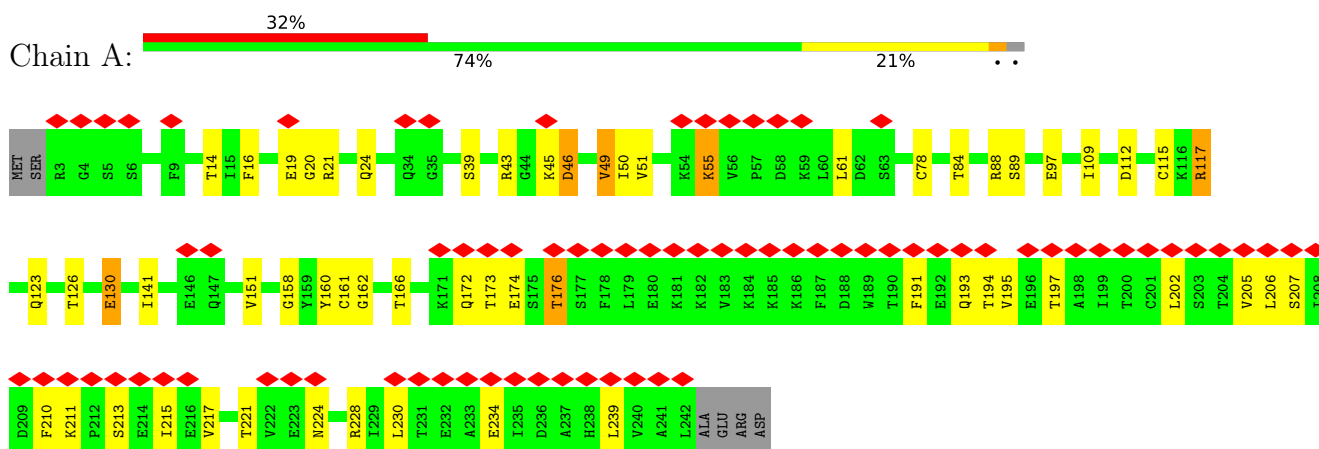 32%
Chain A:
74% 21% • •
MET SER R3 G4 S5 S6 F9 T14 I15 F16 E19 G20 R21 Q24 Q34 G35 S39 R43 G44 K45 D46 V49 I50 V51 K54 K55 V56 P57 D58 K59 L60 L61 D62 S63 C78 T84 R88 S89 E97 I109 D112 C115 K116 R117
Q123 T126 E130 I141 E146 Q147 V151 G158 Y159 Y160 C161 G162 T166 K171 Q172 T173 E174 S175 T176 S177 F178 L179 E180 K181 K182 V183 K185 K186 F187 D188 W189 T190 F191 E192 Q193 T194 V195 E196 T197 A198 I199 T200 C201 L202 S203 T204 V205 L206 S207
D209 F210 K211 P212 S213 E214 I215 E216 V217 T221 V222 E223 N224 R228 I229 L230 T231 E232 A233 E234 I235 D236 A237 H238 L239 V240 A241 L242 ALA GLU ARG ASP